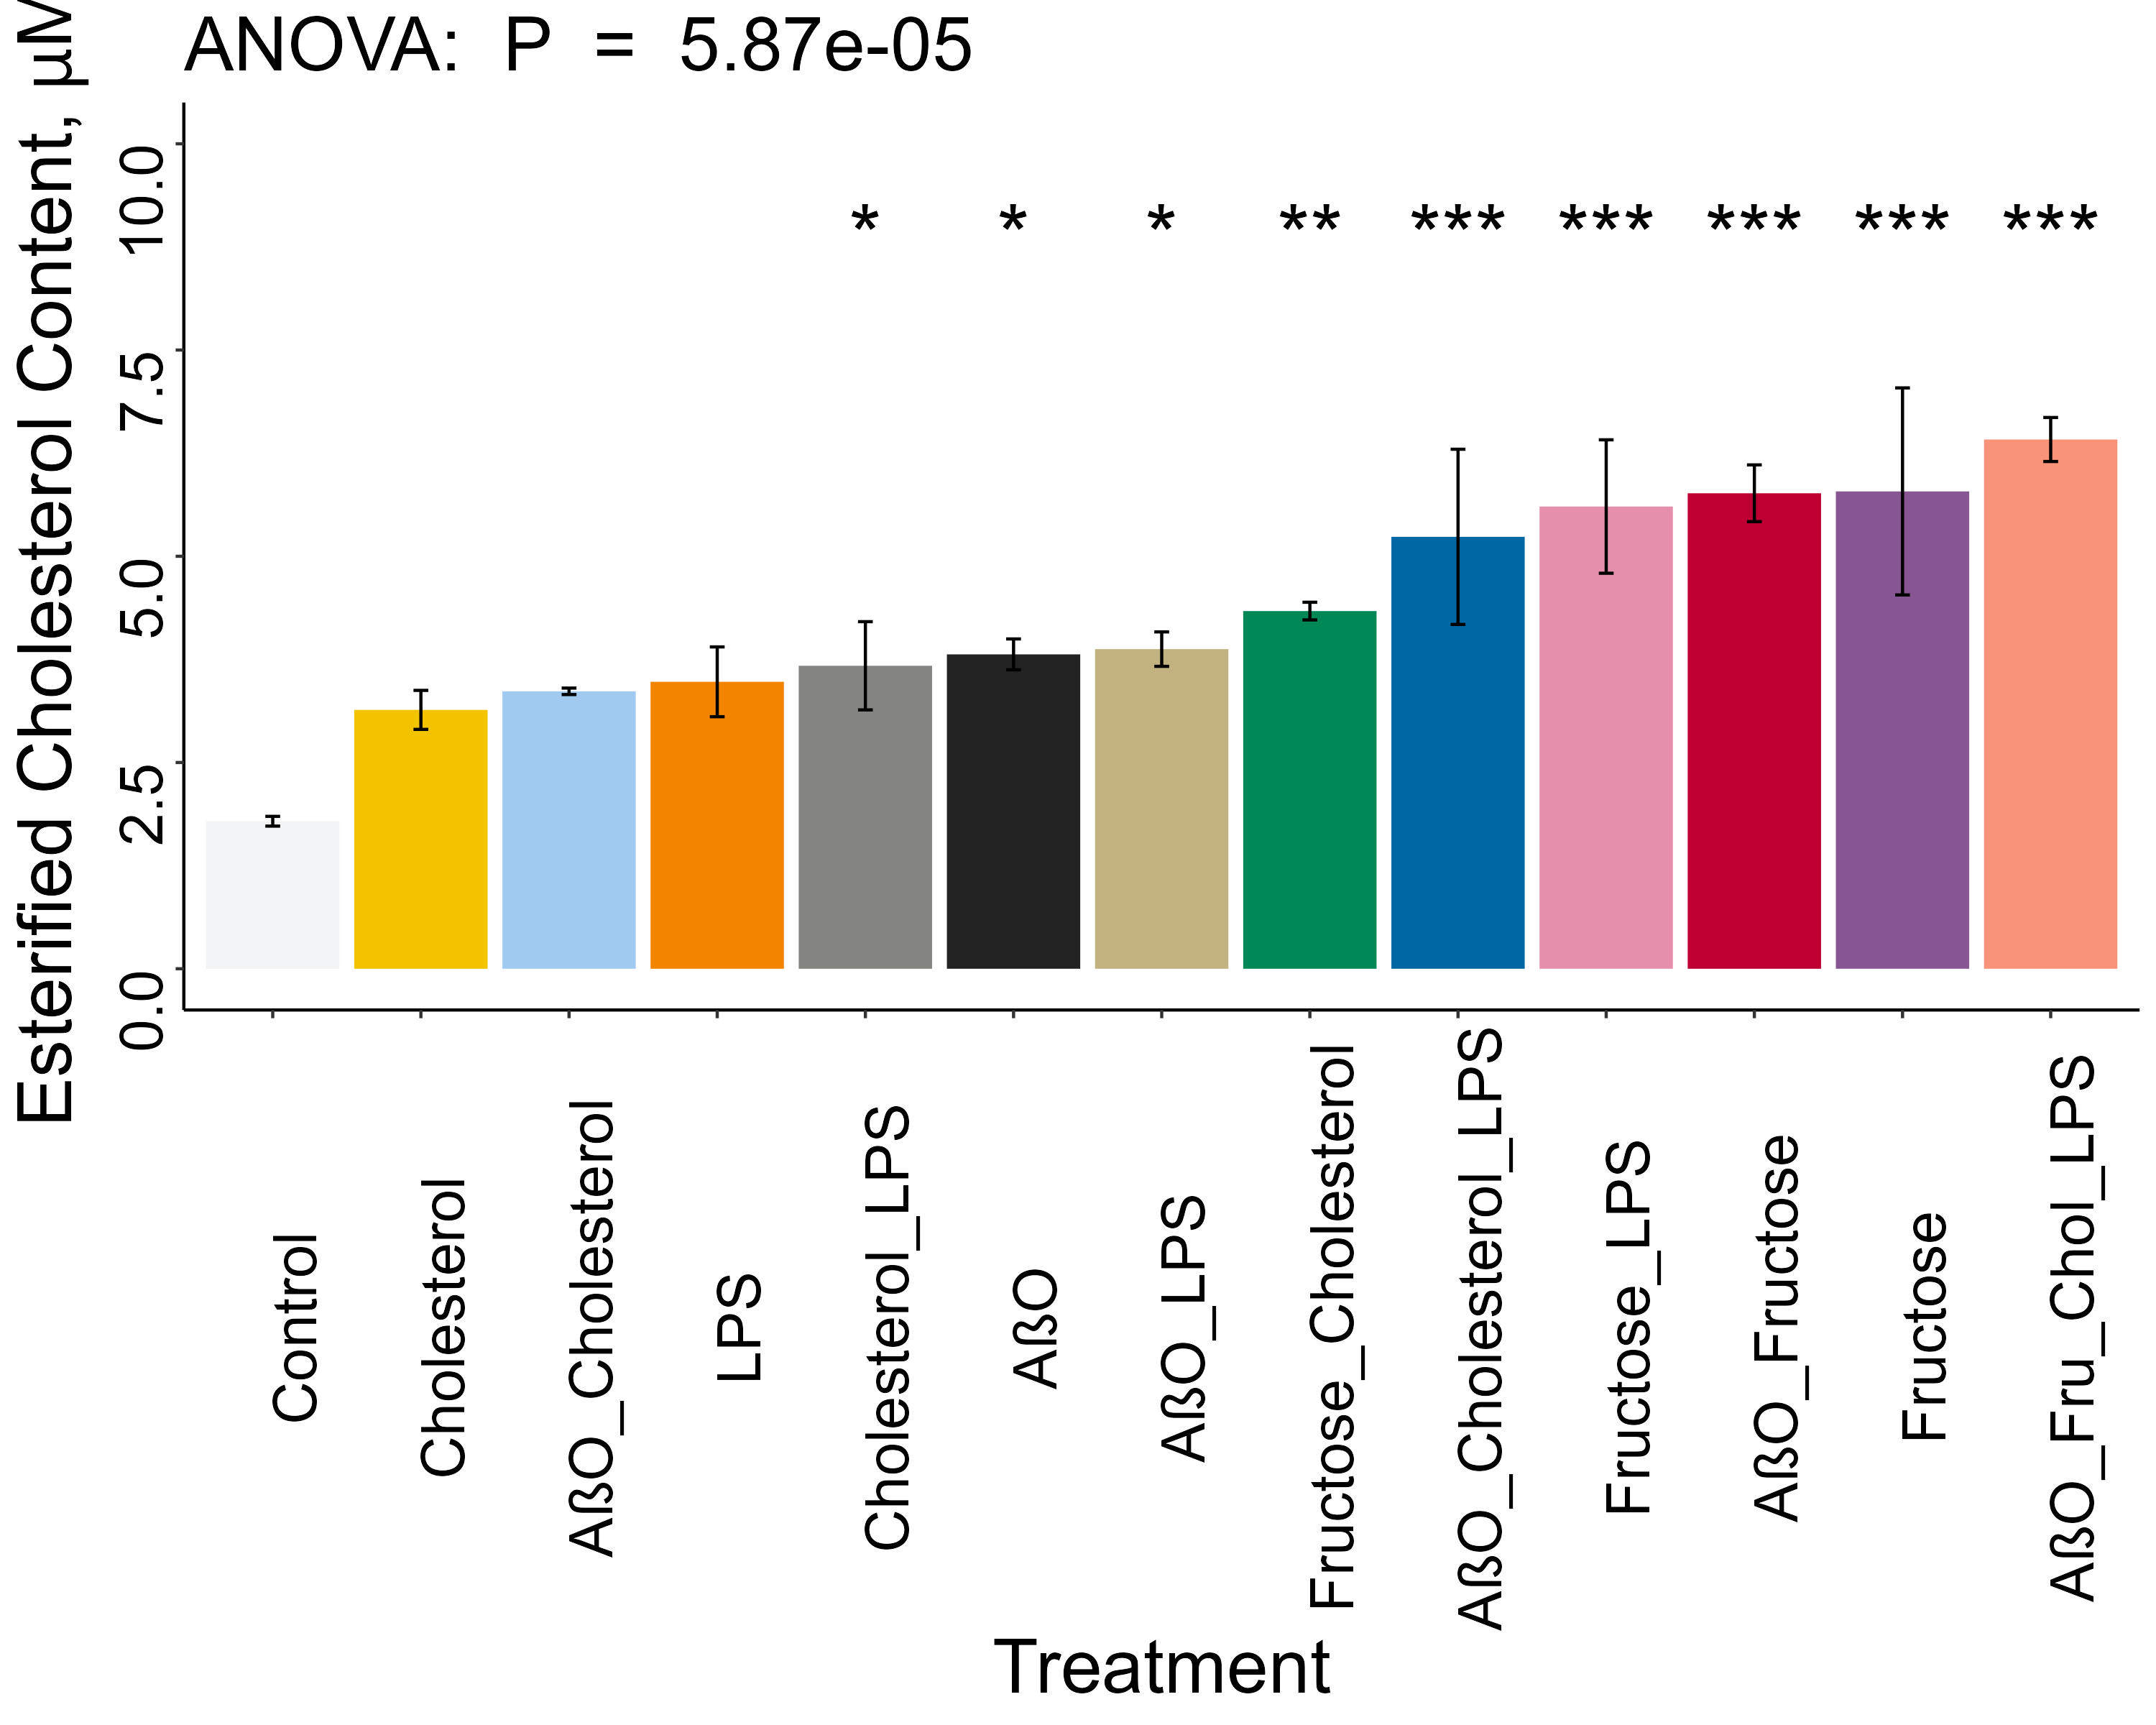 ANOVA: P = 5.87e-05
Esterified Cholesterol Content, µM
10.0
7.5
5.0
2.5
0.0
* * * ** *** *** *** *** ***
Control
Cholesterol
AßO_Cholesterol
LPS
Cholesterol_LPS
AßO
AßO_LPS
Fructose_Cholesterol
AßO_Cholesterol_LPS
Fructose_LPS
AßO_Fructose
Fructose
AßO_Fru_Chol_LPS
Treatment